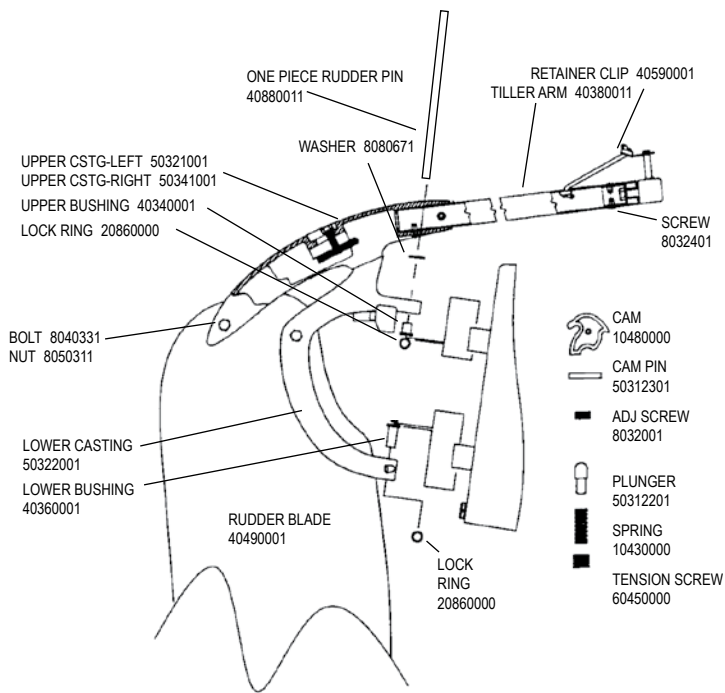 ONE PIECE RUDDER PIN
40880011
RETAINER CLIP 40590001
TILLER ARM 40380011
WASHER 8080671
UPPER CSTG-LEFT 50321001
UPPER CSTG-RIGHT 50341001
UPPER BUSHING 40340001
LOCK RING 20860000
SCREW
8032401
BOLT 8040331
NUT 8050311
CAM
10480000
CAM PIN
50312301
ADJ SCREW
8032001
LOWER CASTING
50322001
LOWER BUSHING
40360001
RUDDER BLADE
40490001
PLUNGER
50312201
SPRING
10430000
LOCK
RING
20860000
TENSION SCREW
60450000